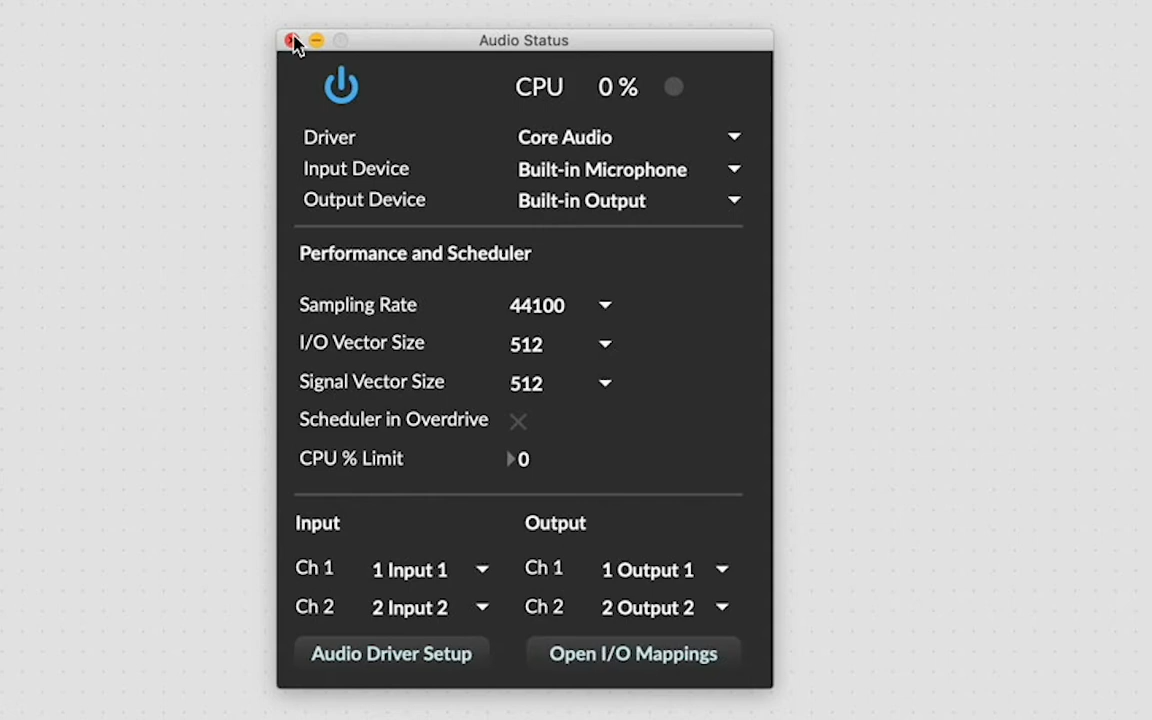 Audio Status
CPU 0 %
Driver Core Audio
Input Device Built-in Microphone
Output Device Built-in Output
Performance and Scheduler
Sampling Rate 44100
I/O Vector Size 512
Signal Vector Size 512
Scheduler in Overdrive
CPU % Limit 0
Input Output
Ch 1 1 Input 1 Ch 1 1 Output 1
Ch 2 2 Input 2 Ch 2 2 Output 2
Audio Driver Setup Open I/O Mappings